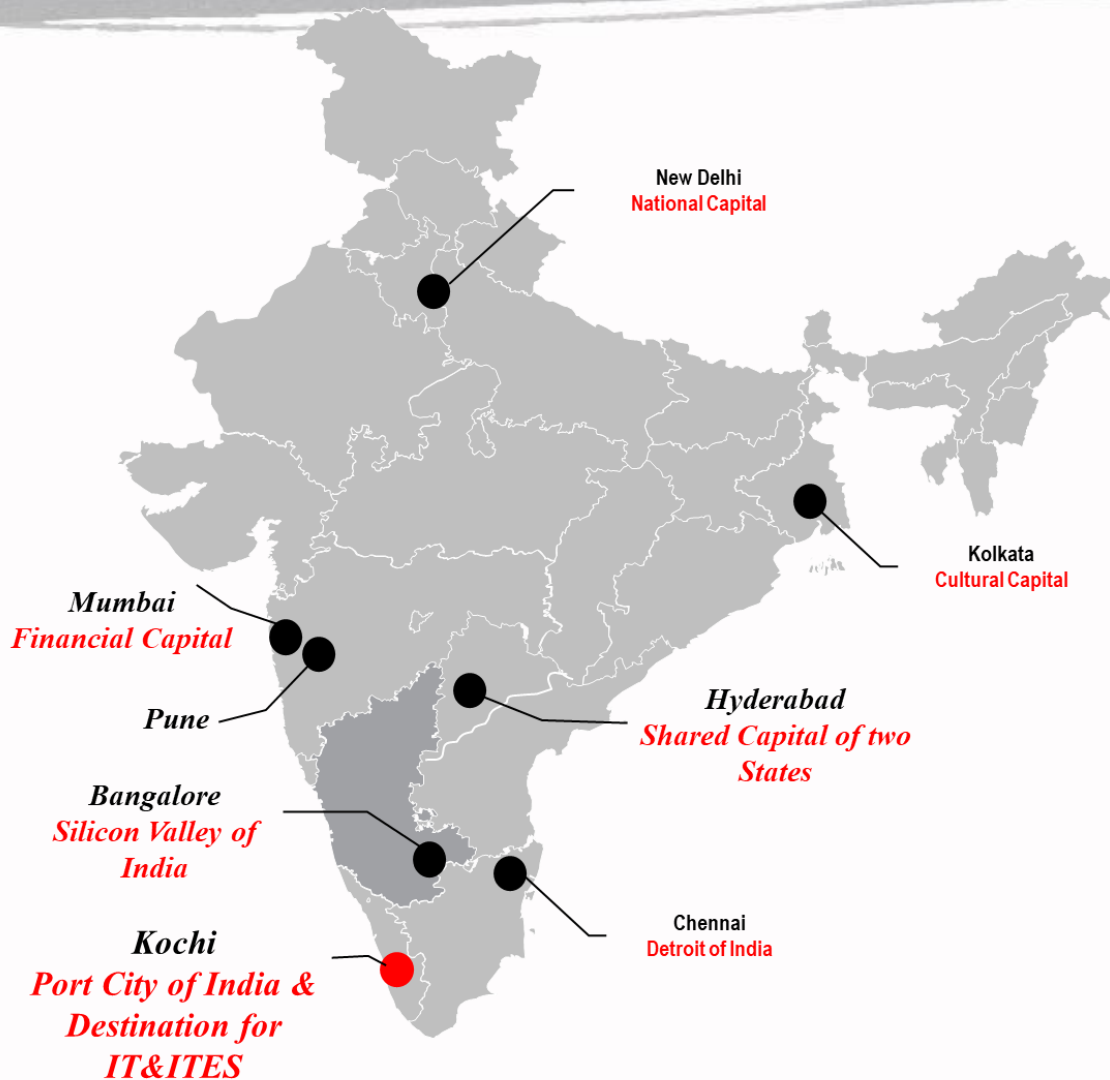 New Delhi
National Capital
Kolkata
Cultural Capital
Mumbai
Financial Capital
Pune
Hyderabad
Shared Capital of two
States
Bangalore
Silicon Valley of
India
Chennai
Detroit of India
Kochi
Port City of India &
Destination for
IT&ITES